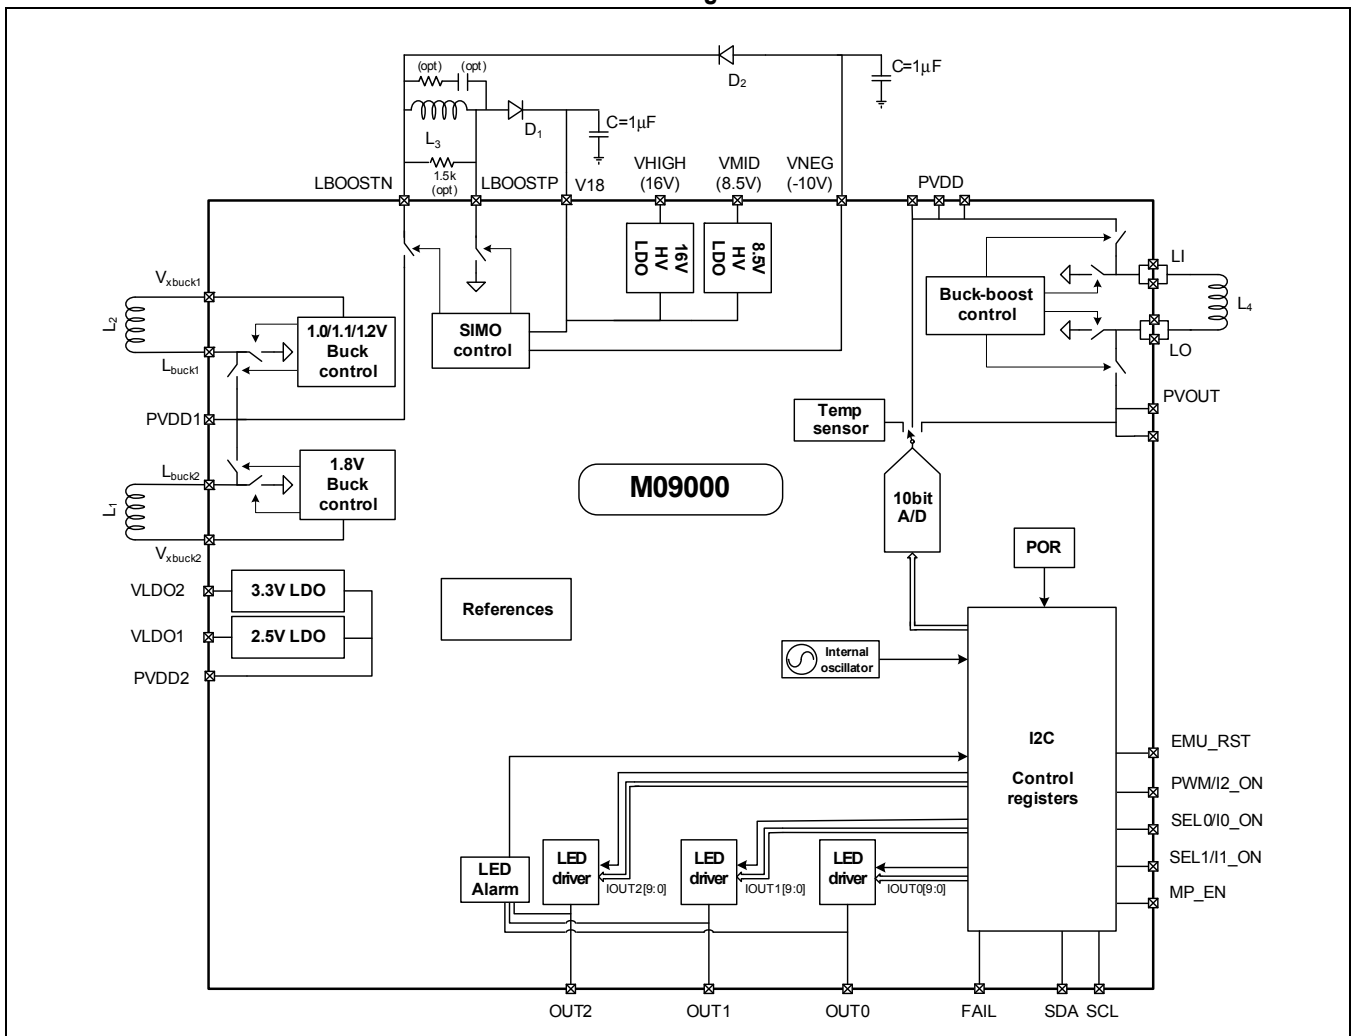 (opt)
(opt)
D2
C=1μF
L3
D1
C=1μF
1.5k
(opt)
LBOOSTN
LBOOSTP
V18
VHIGH
(16V)
VMID
(8.5V)
VNEG
(-10V)
PVDD
16V
HV
LDO
8.5V
HV
LDO
Vxbuck1
L2
1.0/1.1/1.2V
Buck
control
Lbuck1
SIMO
control
Buck-boost
control
LI
L4
LO
PVDD1
Temp
sensor
PVOUT
Lbuck2
1.8V
Buck
control
L1
Vxbuck2
M09000
10bit
A/D
POR
VLDO2
3.3V LDO
VLDO1
2.5V LDO
PVDD2
References
Internal
oscillator
I2C
Control
registers
EMU_RST
PWM/I2_ON
SEL0/I0_ON
SEL1/I1_ON
MP_EN
LED
Alarm
LED
driver
IOUT2[9:0]
LED
driver
IOUT1[9:0]
LED
driver
IOUT0[9:0]
OUT2
OUT1
OUT0
FAIL
SDA
SCL